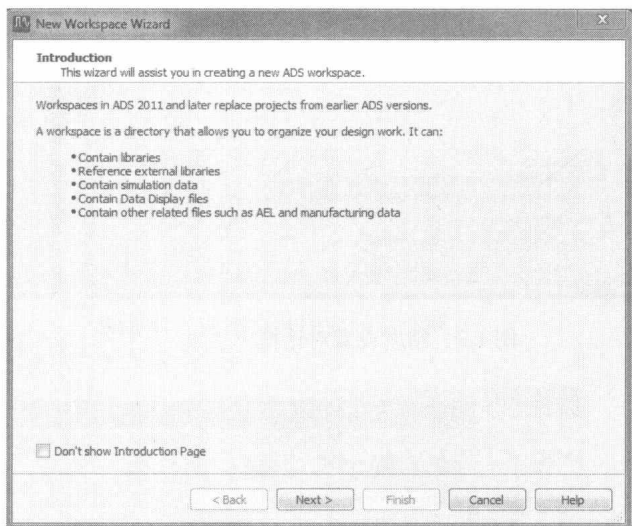 New Workspace Wizard
Introduction
This wizard will assist you in creating a new ADS workspace.
Workspaces in ADS 2011 and later replace projects from earlier ADS versions.
A workspace is a directory that allows you to organize your design work. It can:
• Contain libraries
• Reference external libraries
• Contain simulation data
• Contain Data Display files
• Contain other related files such as AEL and manufacturing data
Don't show Introduction Page
< Back Next > Finish Cancel Help